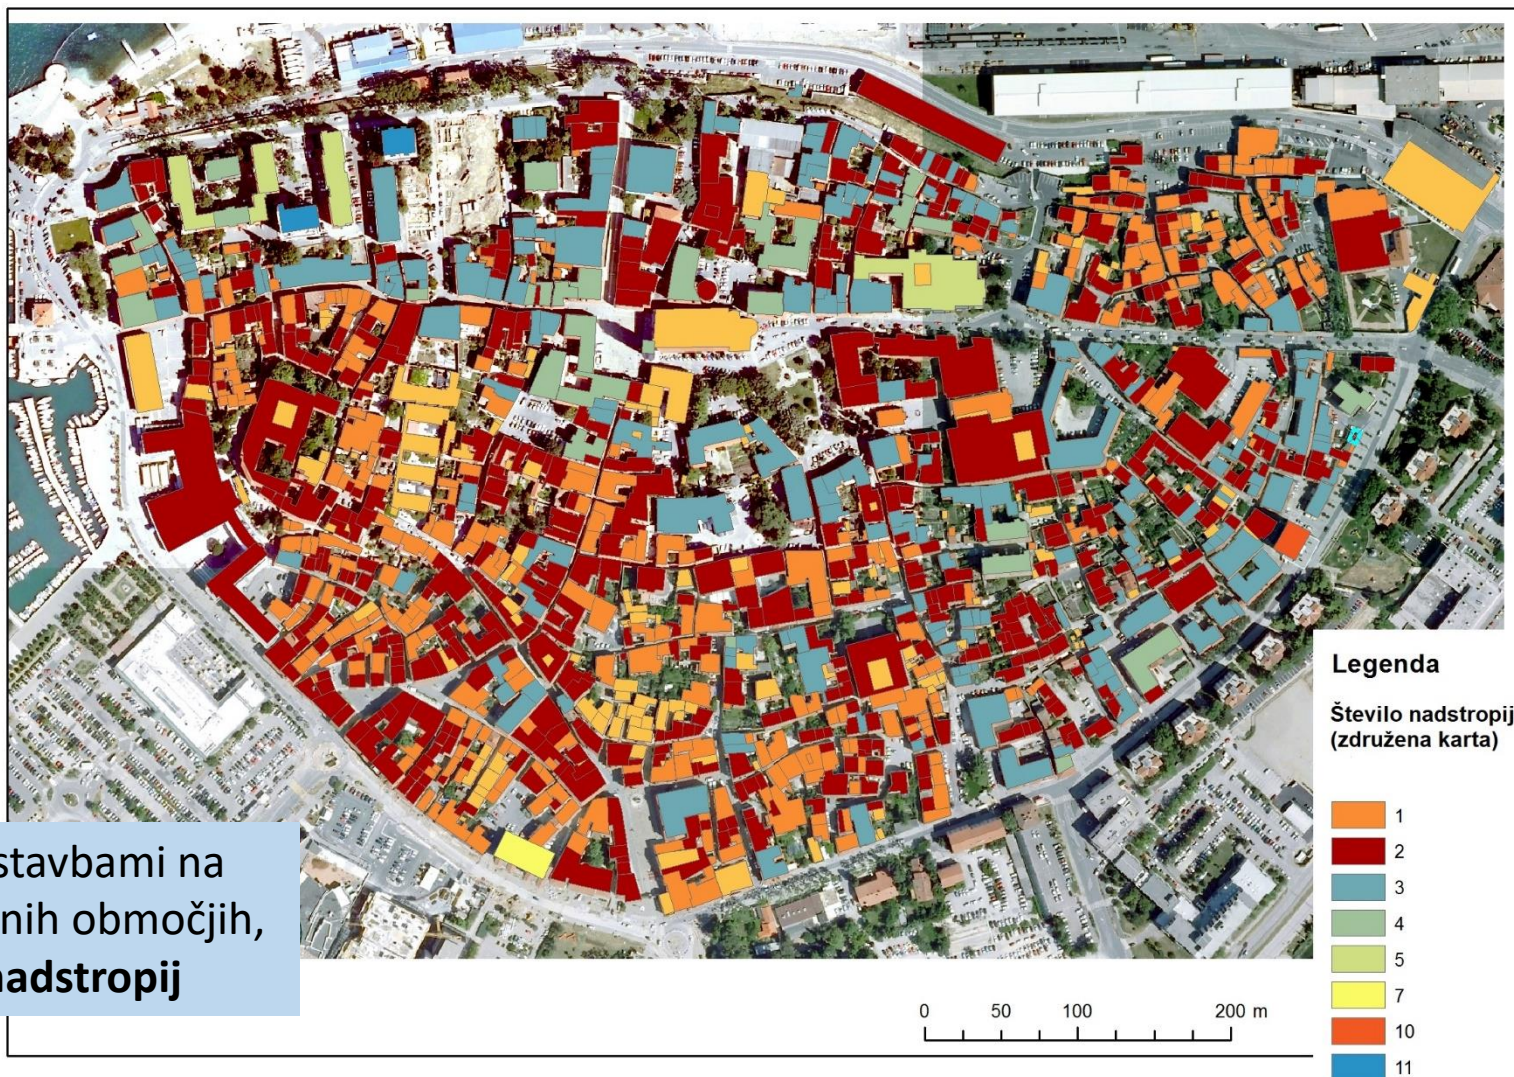 stavbami na
nih območjih,
nadstropij
0 50 100 200 m
Legenda
Število nadstropij
(združena karta)
1
2
3
4
5
7
10
11